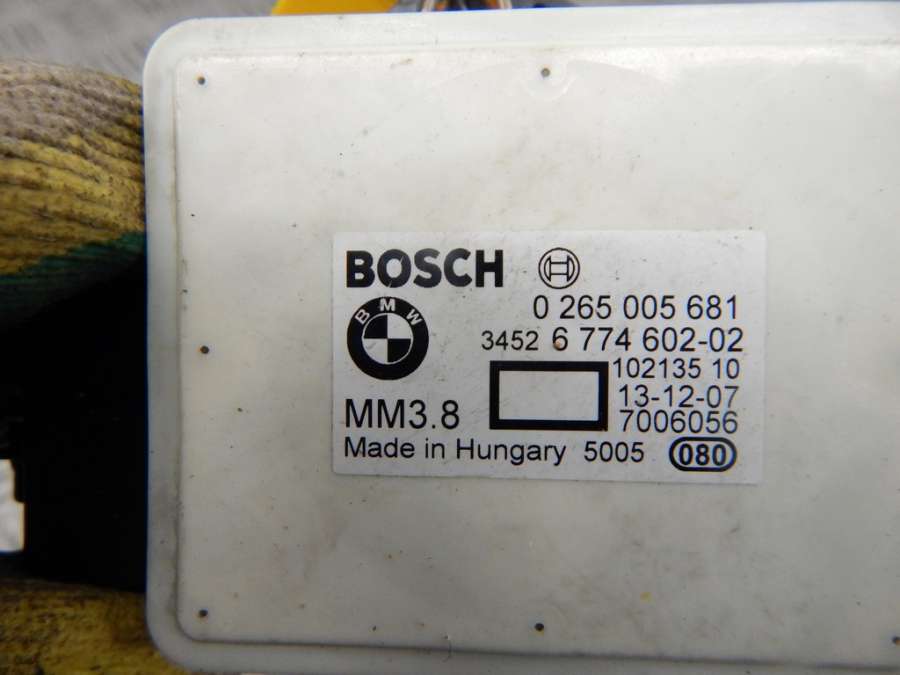 BOSCH
0 265 005 681
BMW
3452 6 774 602-02
102135 10
13-12-07
MM3.8
7006056
Made in Hungary 5005 080